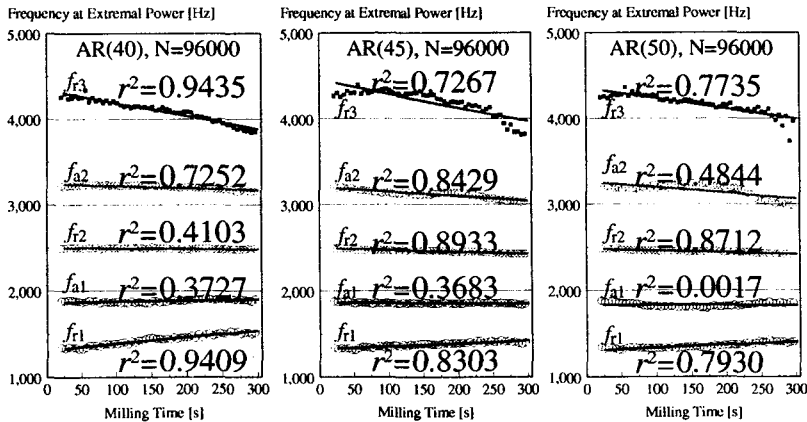 Frequency at Extremal Power [Hz]
5,000
4,000
3,000
2,000
1,000
AR(40), N=96000
fr3 r²=0.9435
fa2 r²=0.7252
fr2 r²=0.4103
fa1 r²=0.3727
fr1
r²=0.9409
0 50 100 150 200 250 300
Milling Time [s]
Frequency at Extremal Power [Hz]
5,000
4,000
3,000
2,000
1,000
AR(45), N=96000
r²=0.7267
fr3
fa2 r²=0.8429
fr2 r²=0.8933
fa1 r²=0.3683
fr1
r²=0.8303
0 50 100 150 200 250 300
Milling Time [s]
Frequency at Extremal Power [Hz]
5,000
4,000
3,000
2,000
1,000
AR(50), N=96000
r²=0.7735
fr3
fa2
r²=0.4844
fr2 r²=0.8712
fa1 r²=0.0017
fr1
r²=0.7930
0 50 100 150 200 250 300
Milling Time [s]